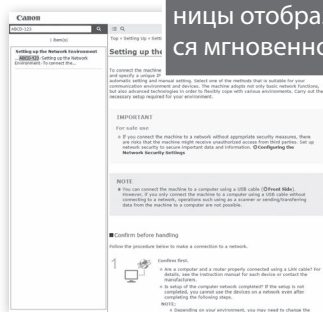 ницы отобра
ся мгновенно
Canon
ABCD-123
1 item(s)
Setting up the Network Environment
... ABCD-123 :Setting up the Network
Environment -To connect the...
Top > Setting Up > Setti
Setting up the
To connect the machine
and specify a unique IP
automatic setting and manual setting. Select one of the methods that is suitable for your
communication environment and devices. The machine adopts not only basic network functions,
but also advanced technologies in order to flexibly cope with various environments. Carry out the
necessary setup required for your environment.
IMPORTANT
For safe use
If you connect the machine to a network without appropriate security measures, there
are risks that the machine might receive unauthorized access from third parties. Set up
network security to secure important data and information. Configuring the
Network Security Settings
NOTE
You can connect the machine to a computer using a USB cable (Front Side).
However, if you only connect the machine to a computer using a USB cable without
connecting to a network, operations such as using as a scanner or sending/transferring
data from the machine to a computer are not possible.
Confirm before handling
Follow the procedure below to make a connection to a network.
1
Confirm first.
Are a computer and a router properly connected using a LAN cable? For
details, see the instruction manual for each device or contact the
manufacturers.
Is setup of the computer network completed? If the setup is not
completed, you cannot use the devices on a network even after
completing the following steps.
NOTE:
Depending on your environment, you may need to change the